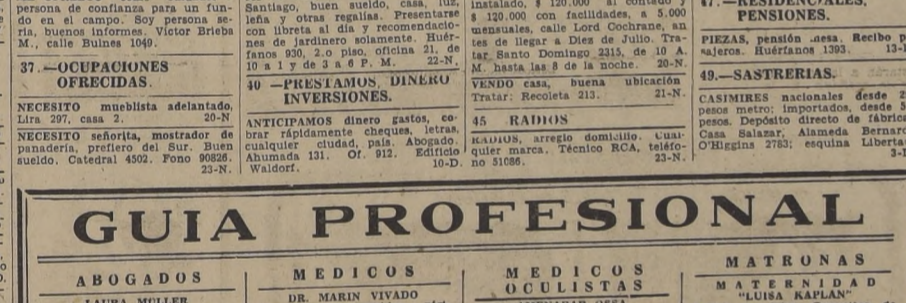 persona de confianza para un fun-
do en el campo. Soy persona se-
ria, buenos informes. Víctor Brieba
M., calle Bulnes 1049.
37.—OCUPACIONES
OFRECIDAS.
NECESITO mueblista adelantado,
Lira 297, casa 2. 20-N
NECESITO señorita, mostrador de
panadería, prefiero del Sur. Buen
sueldo. Catedral 4502. Fono 90826.
23-N.
Santiago, buen sueldo, casa, luz,
leña y otras regalías. Presentarse
con libreta al día y recomendacio-
nes de jardinero solamente. Huér-
fanos 930, 2.o piso, oficina 21, de
10 a 1 y de 3 a 6 P. M. 22-N.
40 —PRESTAMOS, DINERO
INVERSIONES.
ANTICIPAMOS dinero gastos, co-
brar rápidamente cheques, letras,
cualquier ciudad, país. Abogado.
Ahumada 131. Of. 912. Edificio
Waldorf. 10-D.
instalado, $ 120.000 al contado y
$ 120.000 con facilidades, a 5.000
mensuales, calle Lord Cochrane, an-
tes de llegar a Diez de Julio. Tra-
tar Santo Domingo 2315, de 10 A.
M. hasta las 8 de la noche. 20-N.
VENDO casa, buena ubicación
Tratar: Recoleta 213. 21-N.
45 RADIOS
RADIOS, arreglo domicilio. Cual-
quier marca. Técnico RCA, teléfo-
no 51086. 23-N.
47.—RESIDENCIALES,
PENSIONES.
PIEZAS, pensión mesa. Recibo p
sajeros. Huérfanos 1393. 13-
49.—SASTRERIAS.
CASIMIRES nacionales desde 2
pesos metro; importados, desde 5
pesos. Depósito directo de fábrica
Casa Salazar, Alameda Bernard
O'Higgins 2783; esquina Liberta
3-
GUIA PROFESIONAL
ABOGADOS
LAURA MULLER
MEDICOS
DR. MARIN VIVADO
MEDICOS
OCULISTAS
MATRONAS
MATERNIDAD
"LUISA KAPLAN"